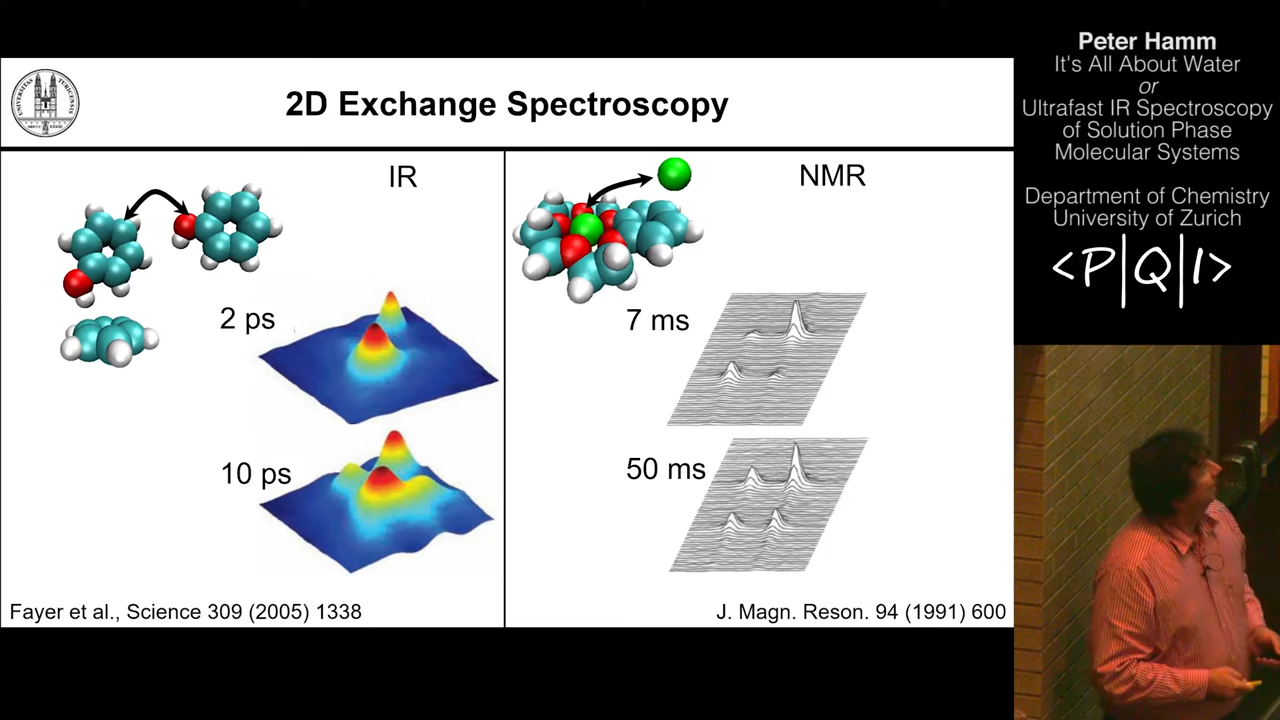 2D Exchange Spectroscopy
UNIVERSITAS TURICENSIS
IR
2 ps
10 ps
Fayer et al., Science 309 (2005) 1338
NMR
7 ms
50 ms
J. Magn. Reson. 94 (1991) 600
Peter Hamm
It's All About Water
or
Ultrafast IR Spectroscopy
of Solution Phase
Molecular Systems
Department of Chemistry
University of Zurich
<P|Q|I>